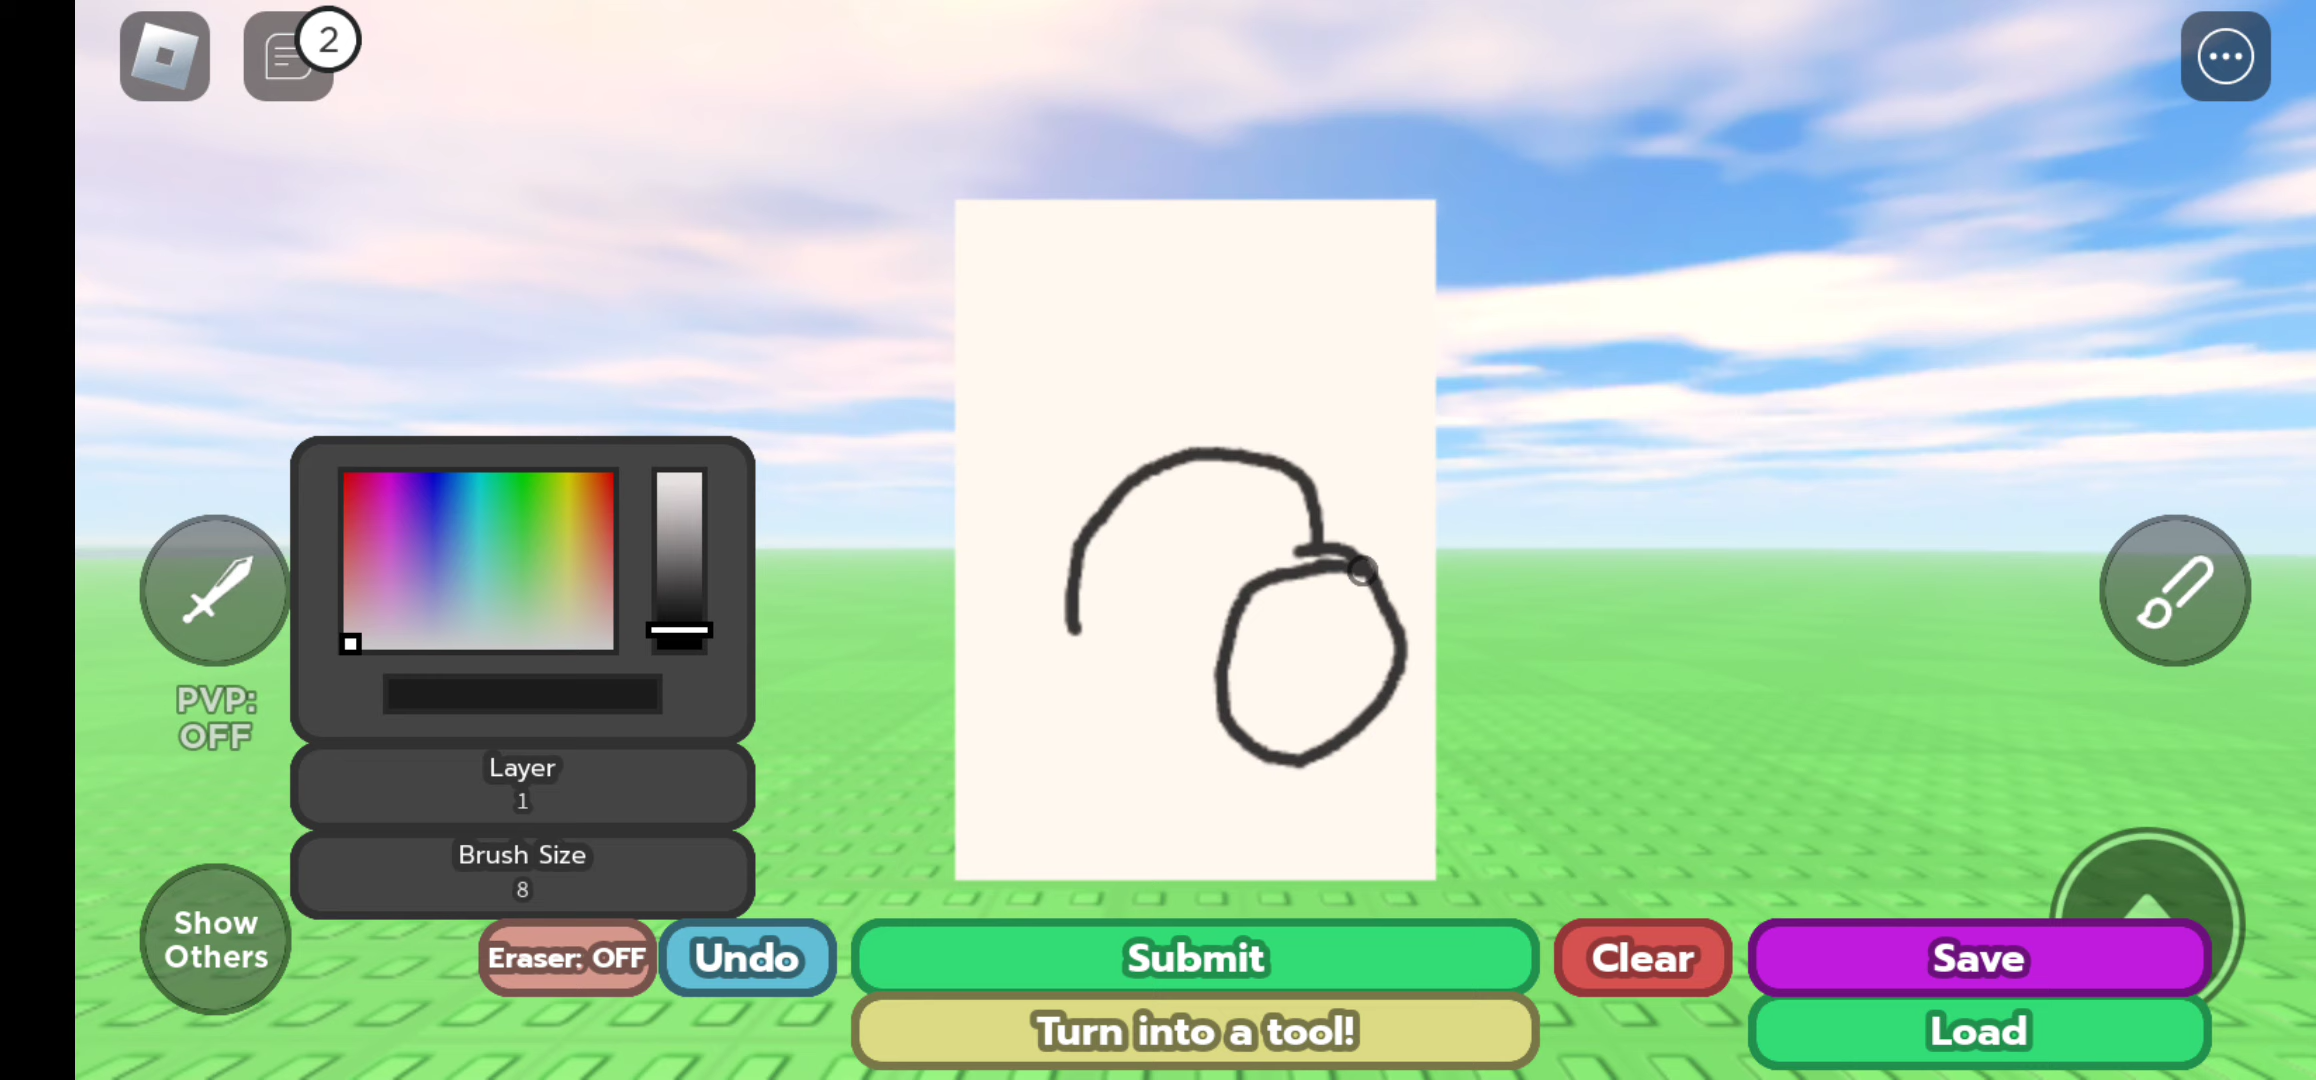 2
PVP:
OFF
Layer
1
Brush Size
8
Show
Others
Eraser: OFF
Undo
Submit
Clear
Save
Turn into a tool!
Load